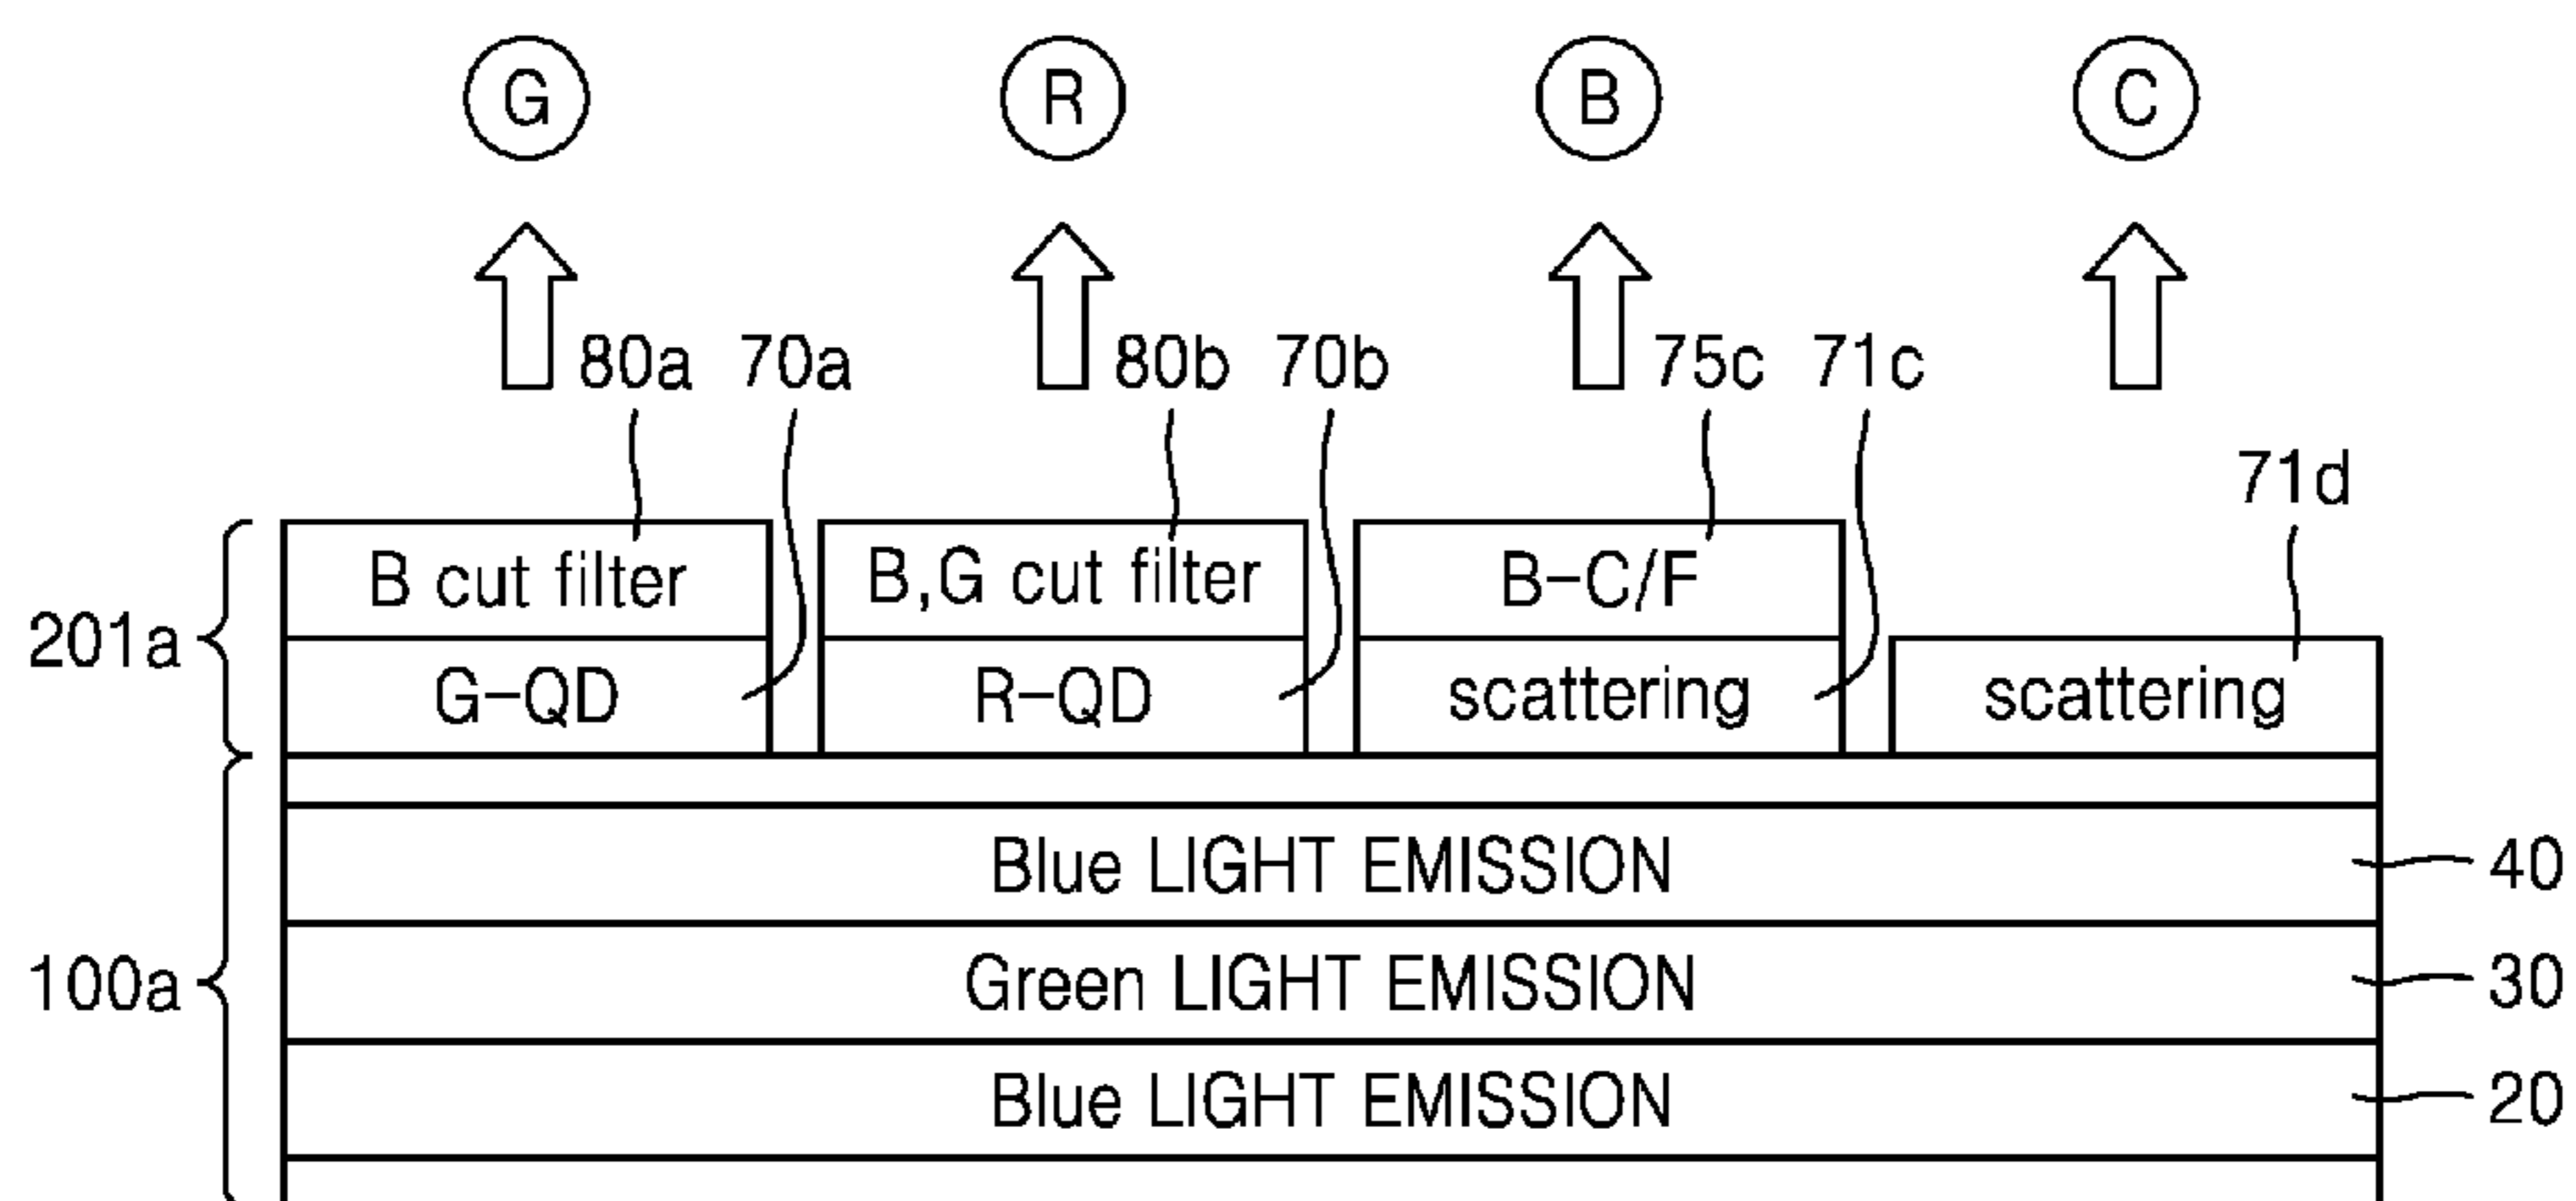 G R B C
80a 70a 80b 70b 75c 71c
71d
B cut filter B,G cut filter B-C/F
201a
G-QD R-QD scattering scattering
Blue LIGHT EMISSION 40
100a Green LIGHT EMISSION 30
Blue LIGHT EMISSION 20